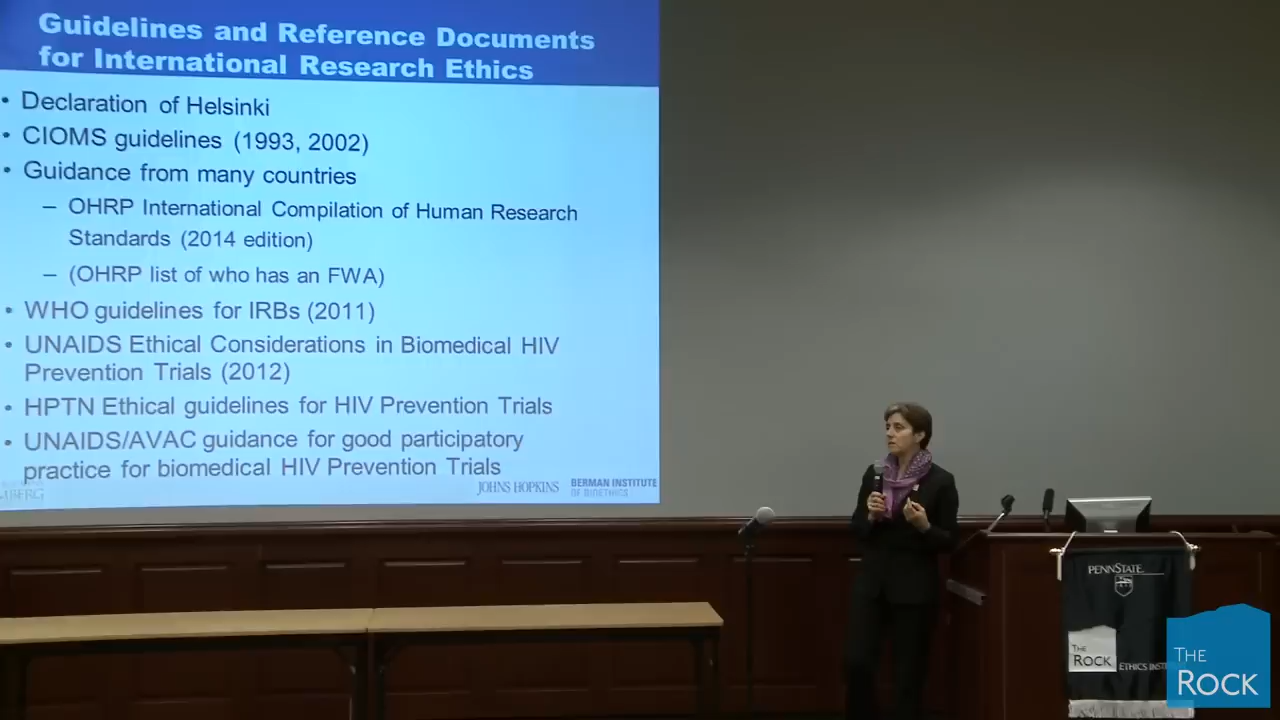 Guidelines and Reference Documents
for International Research Ethics
• Declaration of Helsinki
• CIOMS guidelines (1993, 2002)
• Guidance from many countries
– OHRP International Compilation of Human Research
Standards (2014 edition)
– (OHRP list of who has an FWA)
• WHO guidelines for IRBs (2011)
• UNAIDS Ethical Considerations in Biomedical HIV
Prevention Trials (2012)
• HPTN Ethical guidelines for HIV Prevention Trials
• UNAIDS/AVAC guidance for good participatory
practice for biomedical HIV Prevention Trials
JOHNS HOPKINS
BERMAN INSTITUTE
OF BIOETHICS
PENNSTATE
THE
ROCK
ETHICS INST
THE
ROCK